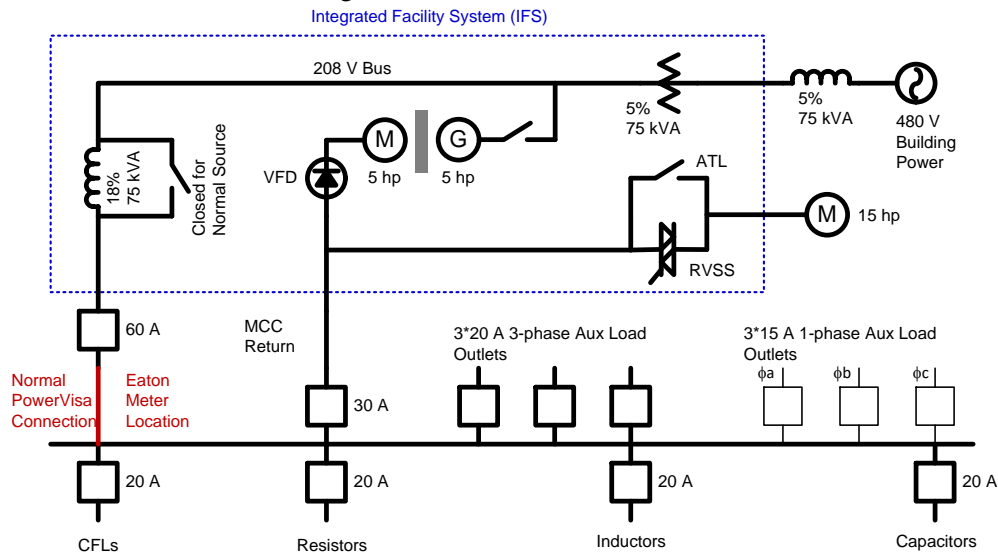 Integrated Facility System (IFS)
208 V Bus
5%
75 kVA
5%
75 kVA
480 V
Building
Power
M
G
5 hp
5 hp
VFD
ATL
18%
75 kVA
Closed for
Normal Source
M
15 hp
RVSS
60 A
MCC
Return
3*20 A 3-phase Aux Load
Outlets
3*15 A 1-phase Aux Load
Outlets
ϕa
ϕb
ϕc
Normal
PowerVisa
Connection
Eaton
Meter
Location
30 A
20 A
20 A
20 A
20 A
CFLs
Resistors
Inductors
Capacitors